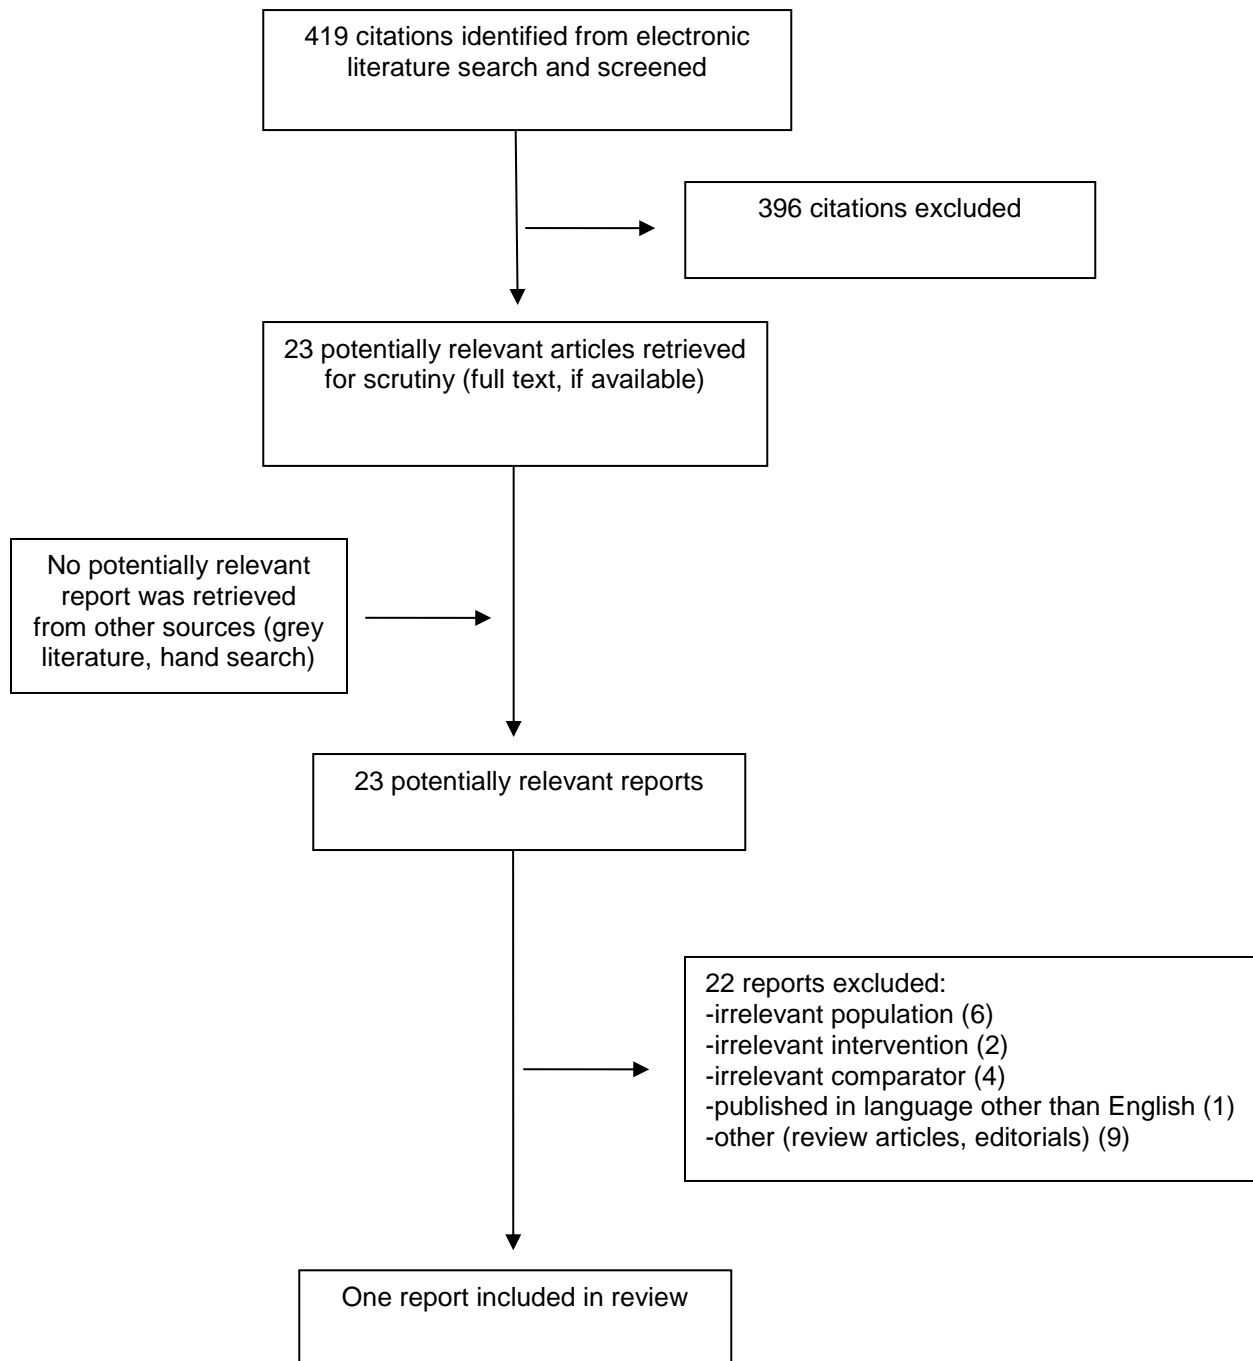 419 citations identified from electronic
literature search and screened
396 citations excluded
23 potentially relevant articles retrieved
for scrutiny (full text, if available)
No potentially relevant
report was retrieved
from other sources (grey
literature, hand search)
23 potentially relevant reports
22 reports excluded:
-irrelevant population (6)
-irrelevant intervention (2)
-irrelevant comparator (4)
-published in language other than English (1)
-other (review articles, editorials) (9)
One report included in review